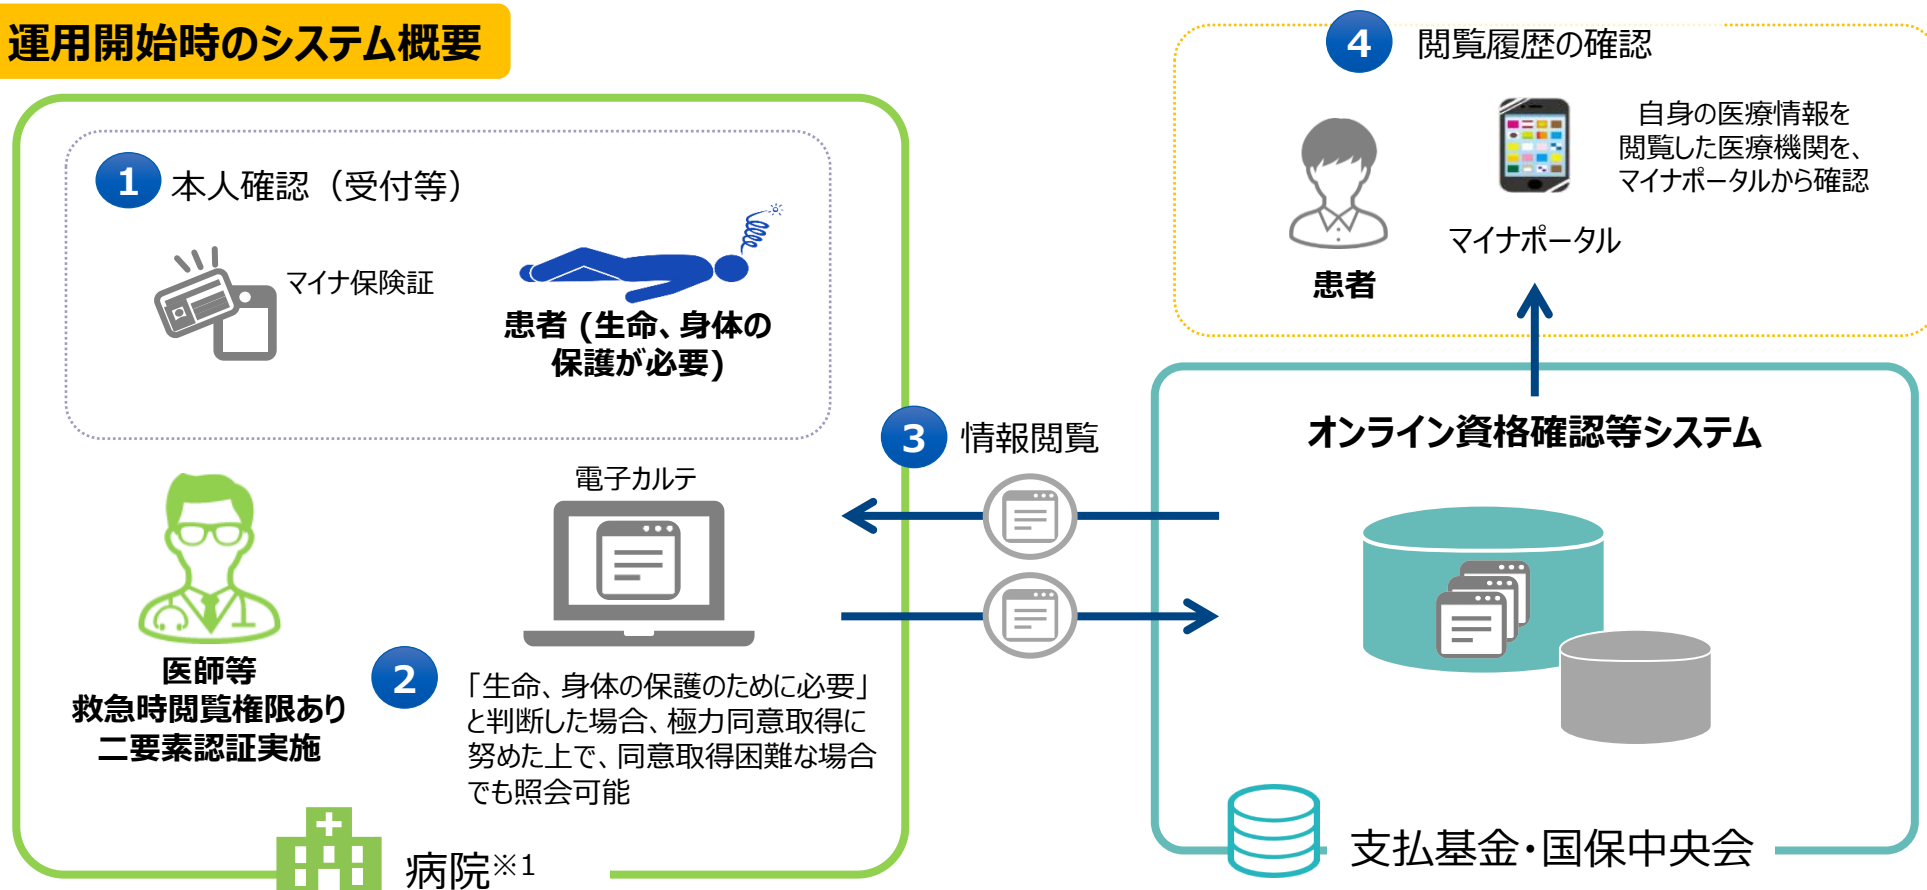 運用開始時のシステム概要
1 本人確認（受付等）
マイナ保険証
患者 (生命、身体の
保護が必要)
電子カルテ
医師等
救急時閲覧権限あり
二要素認証実施
2
「生命、身体の保護のために必要」
と判断した場合、極力同意取得に
努めた上で、同意取得困難な場合
でも照会可能
病院※1
3 情報閲覧
4 閲覧履歴の確認
自身の医療情報を
閲覧した医療機関を、
マイナポータルから確認
マイナポータル
患者
オンライン資格確認等システム
支払基金・国保中央会